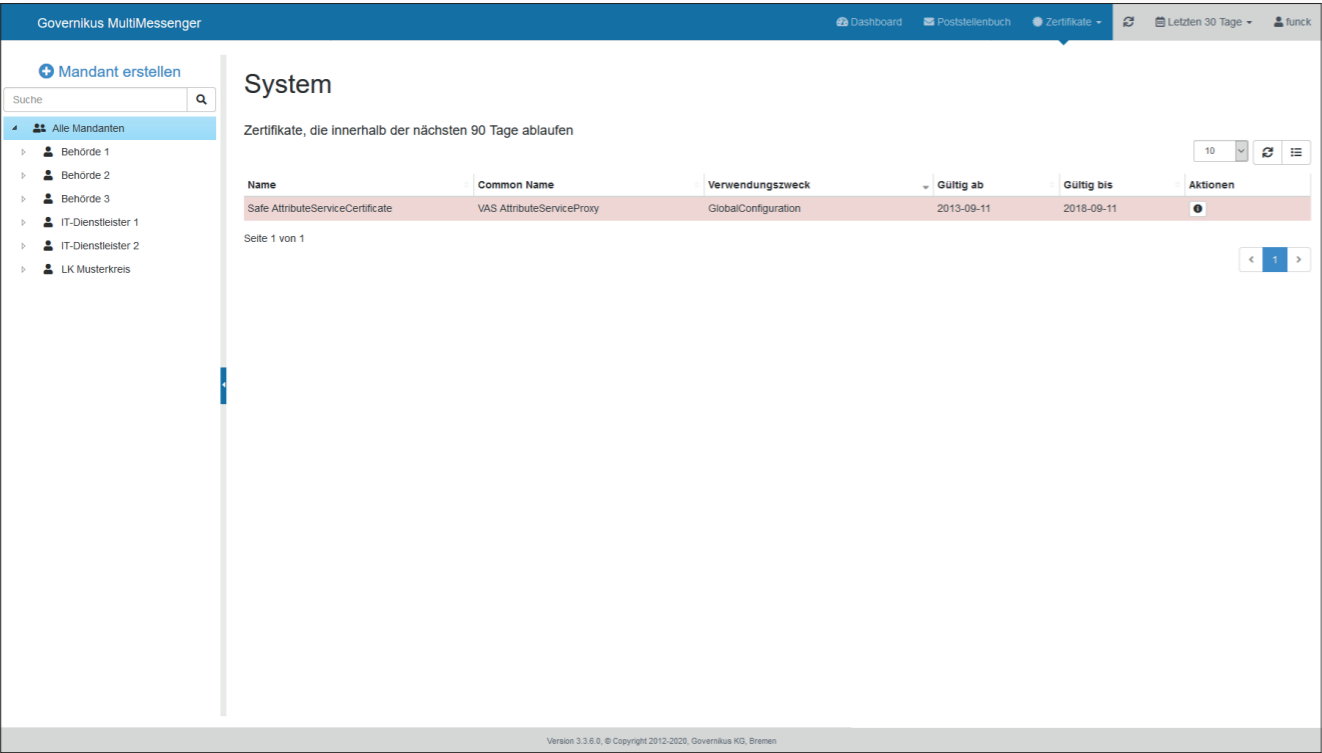 Governikus MultiMessenger
Dashboard Poststellenbuch Zertifikate Letzten 30 Tage funck
Mandant erstellen
Suche
Alle Mandanten
Behörde 1
Behörde 2
Behörde 3
IT-Dienstleister 1
IT-Dienstleister 2
LK Musterkreis
System
Zertifikate, die innerhalb der nächsten 90 Tage ablaufen
10
Name Common Name Verwendungszweck Gültig ab Gültig bis Aktionen
Safe AttributeServiceCertificate VAS AttributeServiceProxy GlobalConfiguration 2013-09-11 2018-09-11
Seite 1 von 1
< 1 >
Version 3.3.6.0, © Copyright 2012-2020, Governikus KG, Bremen